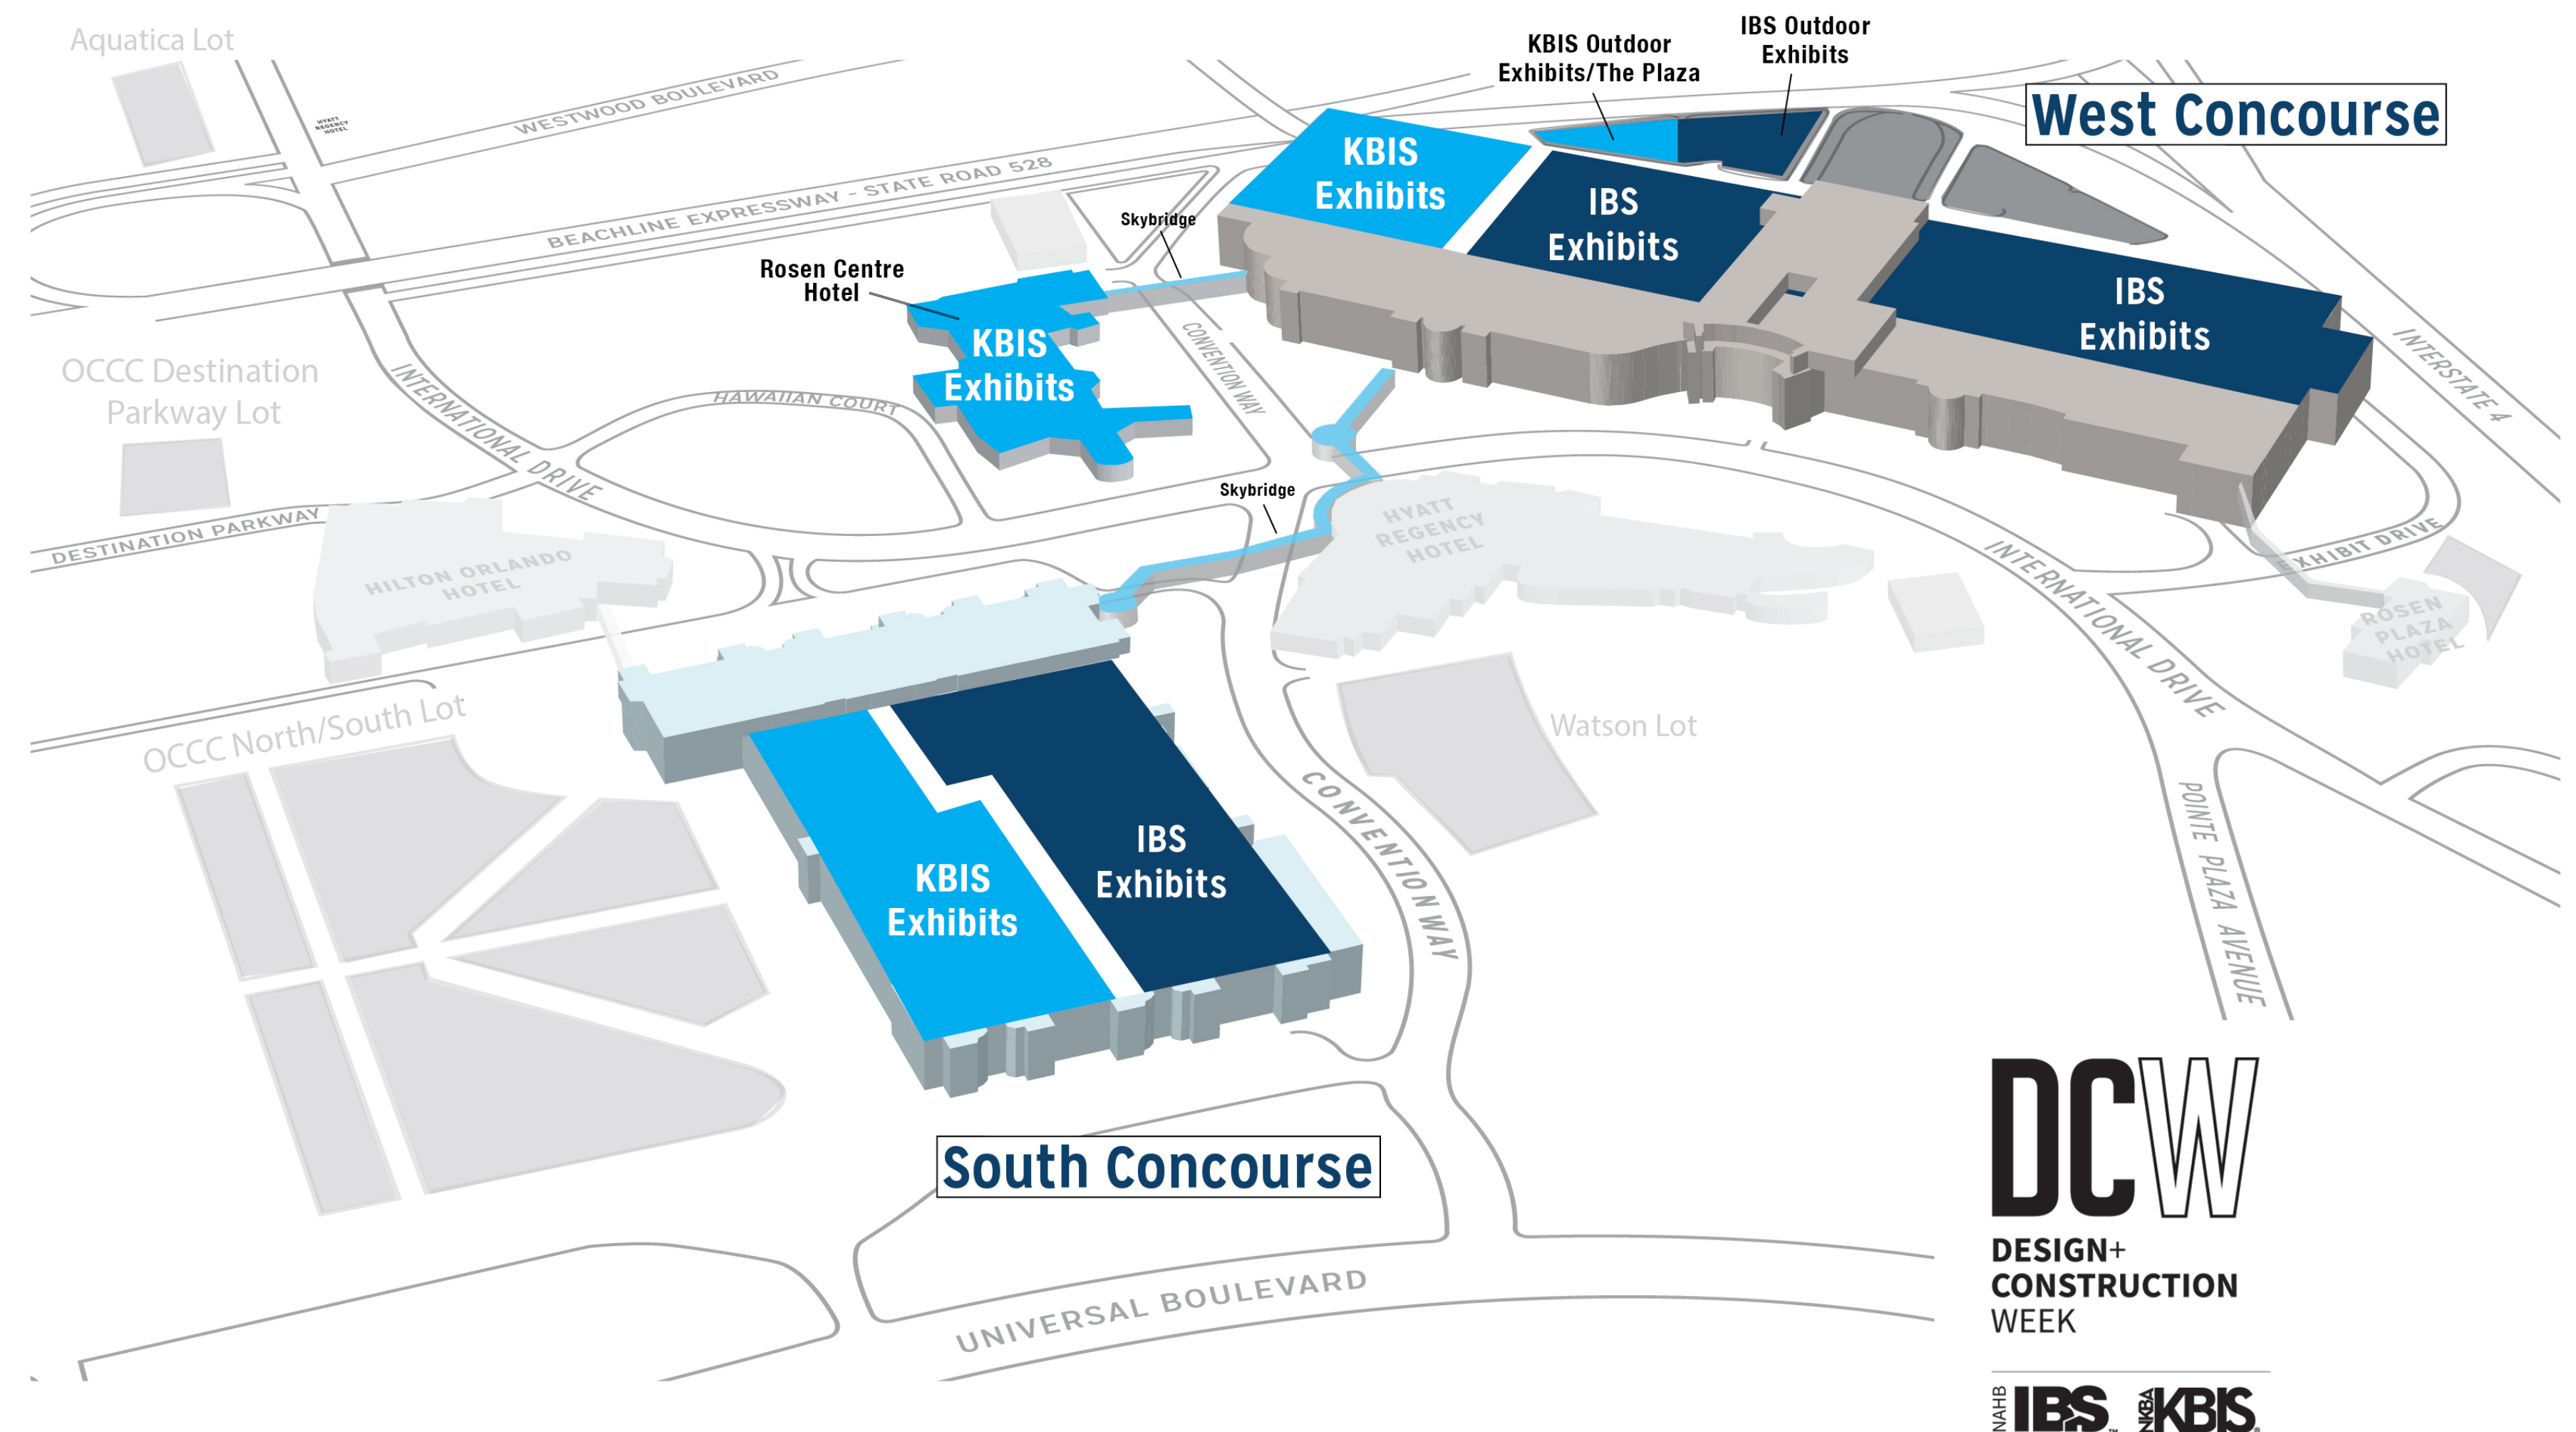 Aquatica Lot
HYATT
REGENCY
HOTEL
WESTWOOD BOULEVARD
BEACHLINE EXPRESSWAY - STATE ROAD 528
KBIS Outdoor
Exhibits/The Plaza
IBS Outdoor
Exhibits
West Concourse
KBIS
Exhibits
IBS
Exhibits
IBS
Exhibits
Skybridge
Rosen Centre
Hotel
KBIS
Exhibits
CONVENTION WAY
INTERSTATE 4
OCCC Destination
Parkway Lot
INTERNATIONAL DRIVE
HAWAIIAN COURT
DESTINATION PARKWAY
HILTON ORLANDO
HOTEL
Skybridge
HYATT
REGENCY
HOTEL
INTERNATIONAL DRIVE
EXHIBIT DRIVE
ROSEN
PLAZA
HOTEL
OCCC North/South Lot
Watson Lot
KBIS
Exhibits
IBS
Exhibits
CONVENTION WAY
POINTE PLAZA AVENUE
South Concourse
UNIVERSAL BOULEVARD
DCW
DESIGN+
CONSTRUCTION
WEEK
NAHB IBS™
NKBA KBIS®